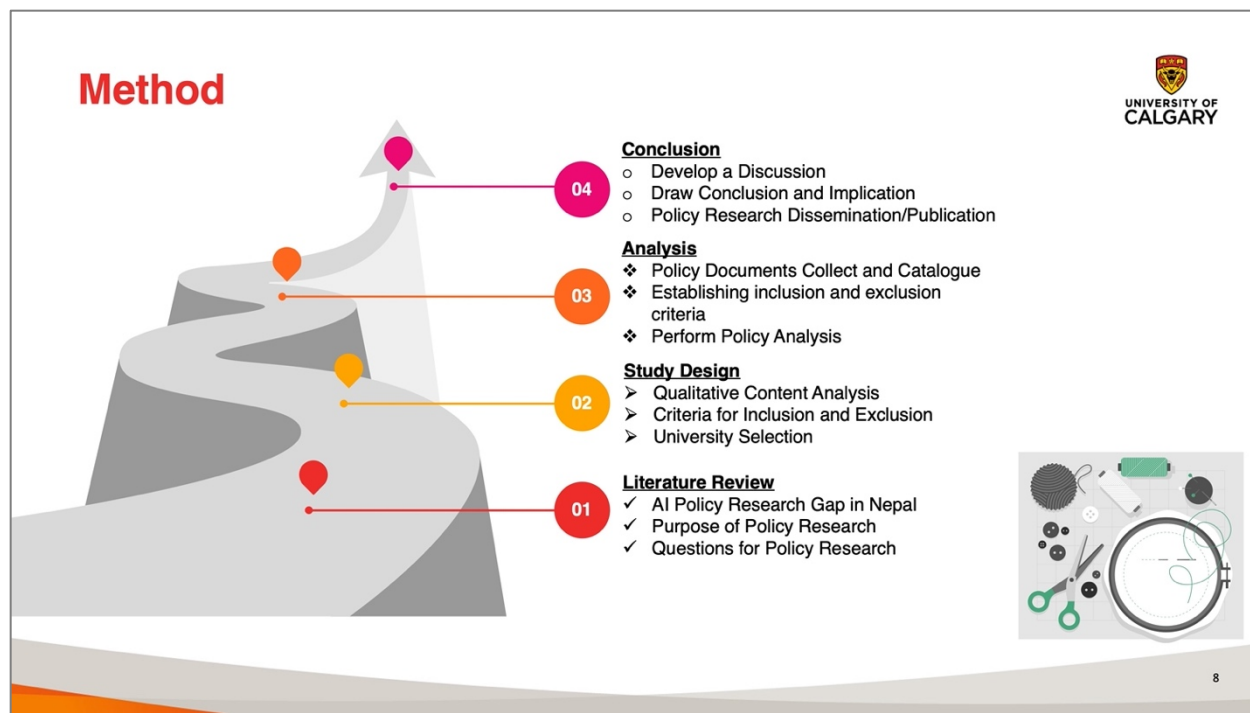 Method
UNIVERSITY OF
CALGARY
04
Conclusion
Develop a Discussion
Draw Conclusion and Implication
Policy Research Dissemination/Publication
03
Analysis
Policy Documents Collect and Catalogue
Establishing inclusion and exclusion
criteria
Perform Policy Analysis
02
Study Design
Qualitative Content Analysis
Criteria for Inclusion and Exclusion
University Selection
01
Literature Review
AI Policy Research Gap in Nepal
Purpose of Policy Research
Questions for Policy Research
8